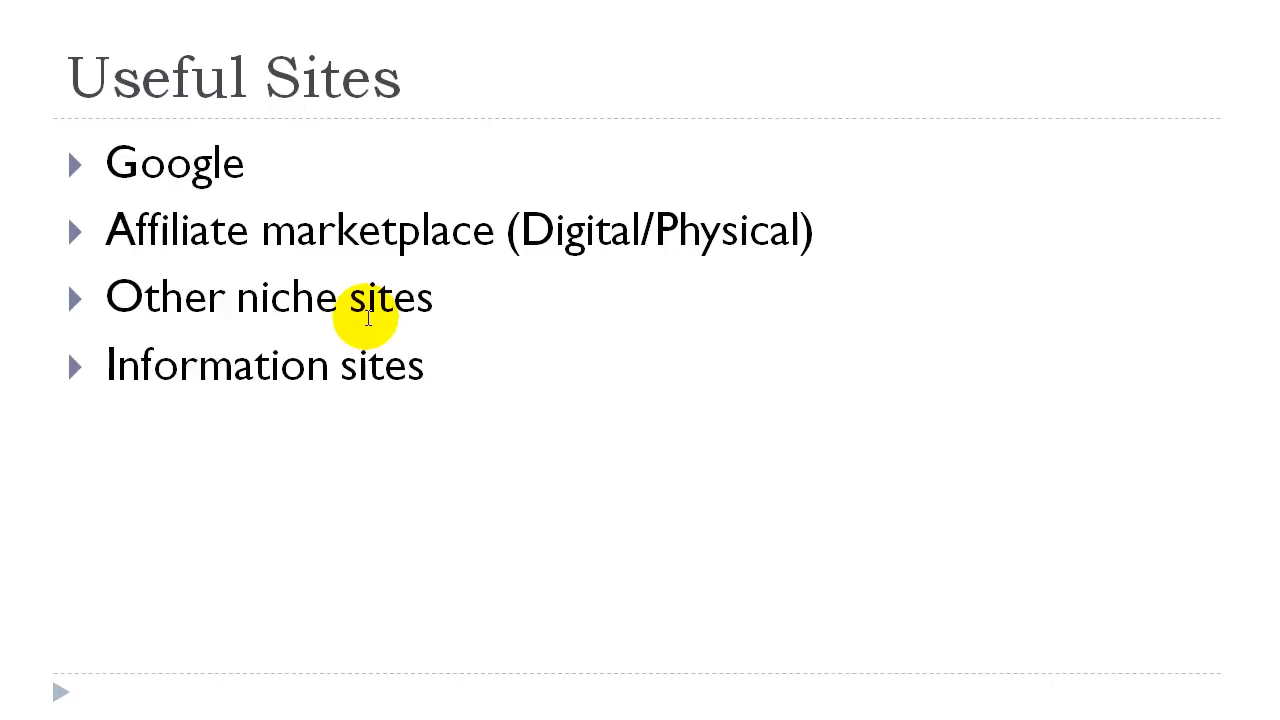 Useful Sites
Google
Affiliate marketplace (Digital/Physical)
Other niche sites
Information sites